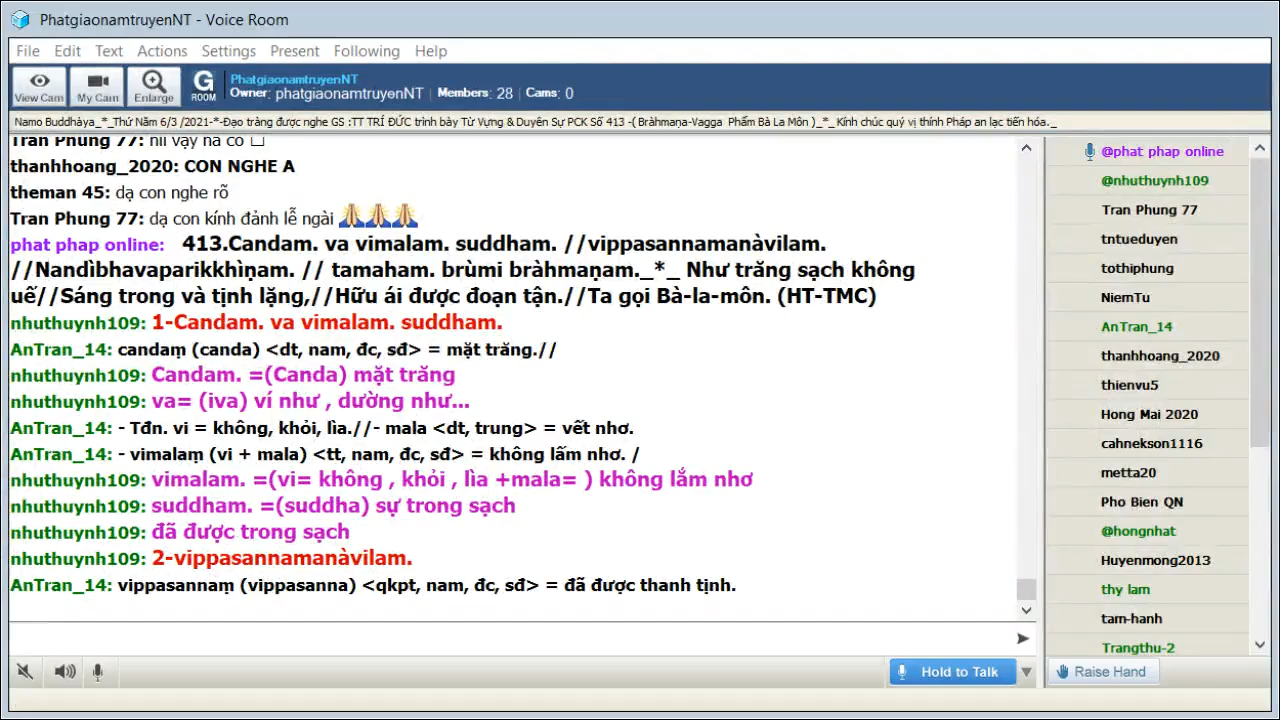 PhatgiaonamtruyenNT - Voice Room
File Edit Text Actions Settings Present Following Help
View Cam My Cam Enlarge G ROOM
PhatgiaonamtruyenNT
Owner: phatgiaonamtruyenNT Members: 28 Cams: 0
Namo Buddhàya_*_Thứ Năm 6/3 /2021-*-Đạo tràng được nghe GS :TT TRÍ ĐỨC trình bày Từ Vựng & Duyên Sự PCK Số 413 -( Bràhmaṇa-Vagga Phẩm Bà La Môn )_*_ Kính chúc quý vị thính Pháp an lạc tiến hóa._
Tran Phung 77:
thanhhoang_2020: CON NGHE A
theman 45: dạ con nghe rõ
Tran Phung 77: dạ con kính đảnh lễ ngài 🙏🙏🙏
phat phap online: 413.Candam. va vimalam. suddham. //vippasannamanàvilam.
//Nandìbhavaparikkhìṇam. // tamaham. brùmi bràhmaṇam._*_ Như trăng sạch không
uế//Sáng trong và tịnh lặng,//Hữu ái được đoạn tận.//Ta gọi Bà-la-môn. (HT-TMC)
nhuthuynh109: 1-Candam. va vimalam. suddham.
AnTran_14: candaṃ (canda) <dt, nam, đc, sđ> = mặt trăng.//
nhuthuynh109: Candam. =(Canda) mặt trăng
nhuthuynh109: va= (iva) ví như , dường như...
AnTran_14: - Tđn. vi = không, khỏi, lìa.//- mala <dt, trung> = vết nhơ.
AnTran_14: - vimalaṃ (vi + mala) <tt, nam, đc, sđ> = không lấm nhơ. /
nhuthuynh109: vimalam. =(vi= không , khỏi , lìa +mala= ) không lắm nhơ
nhuthuynh109: suddham. =(suddha) sự trong sạch
nhuthuynh109: đã được trong sạch
nhuthuynh109: 2-vippasannamanàvilam.
AnTran_14: vippasannaṃ (vippasanna) <qkpt, nam, đc, sđ> = đã được thanh tịnh.
@phat phap online
@nhuthuynh109
Tran Phung 77
tntueduyen
tothiphung
NiemTu
AnTran_14
thanhhoang_2020
thienvu5
Hong Mai 2020
cahnekson1116
metta20
Pho Bien QN
@hongnhat
Huyenmong2013
thy lam
tam-hanh
Trangthu-2
Hold to Talk
Raise Hand